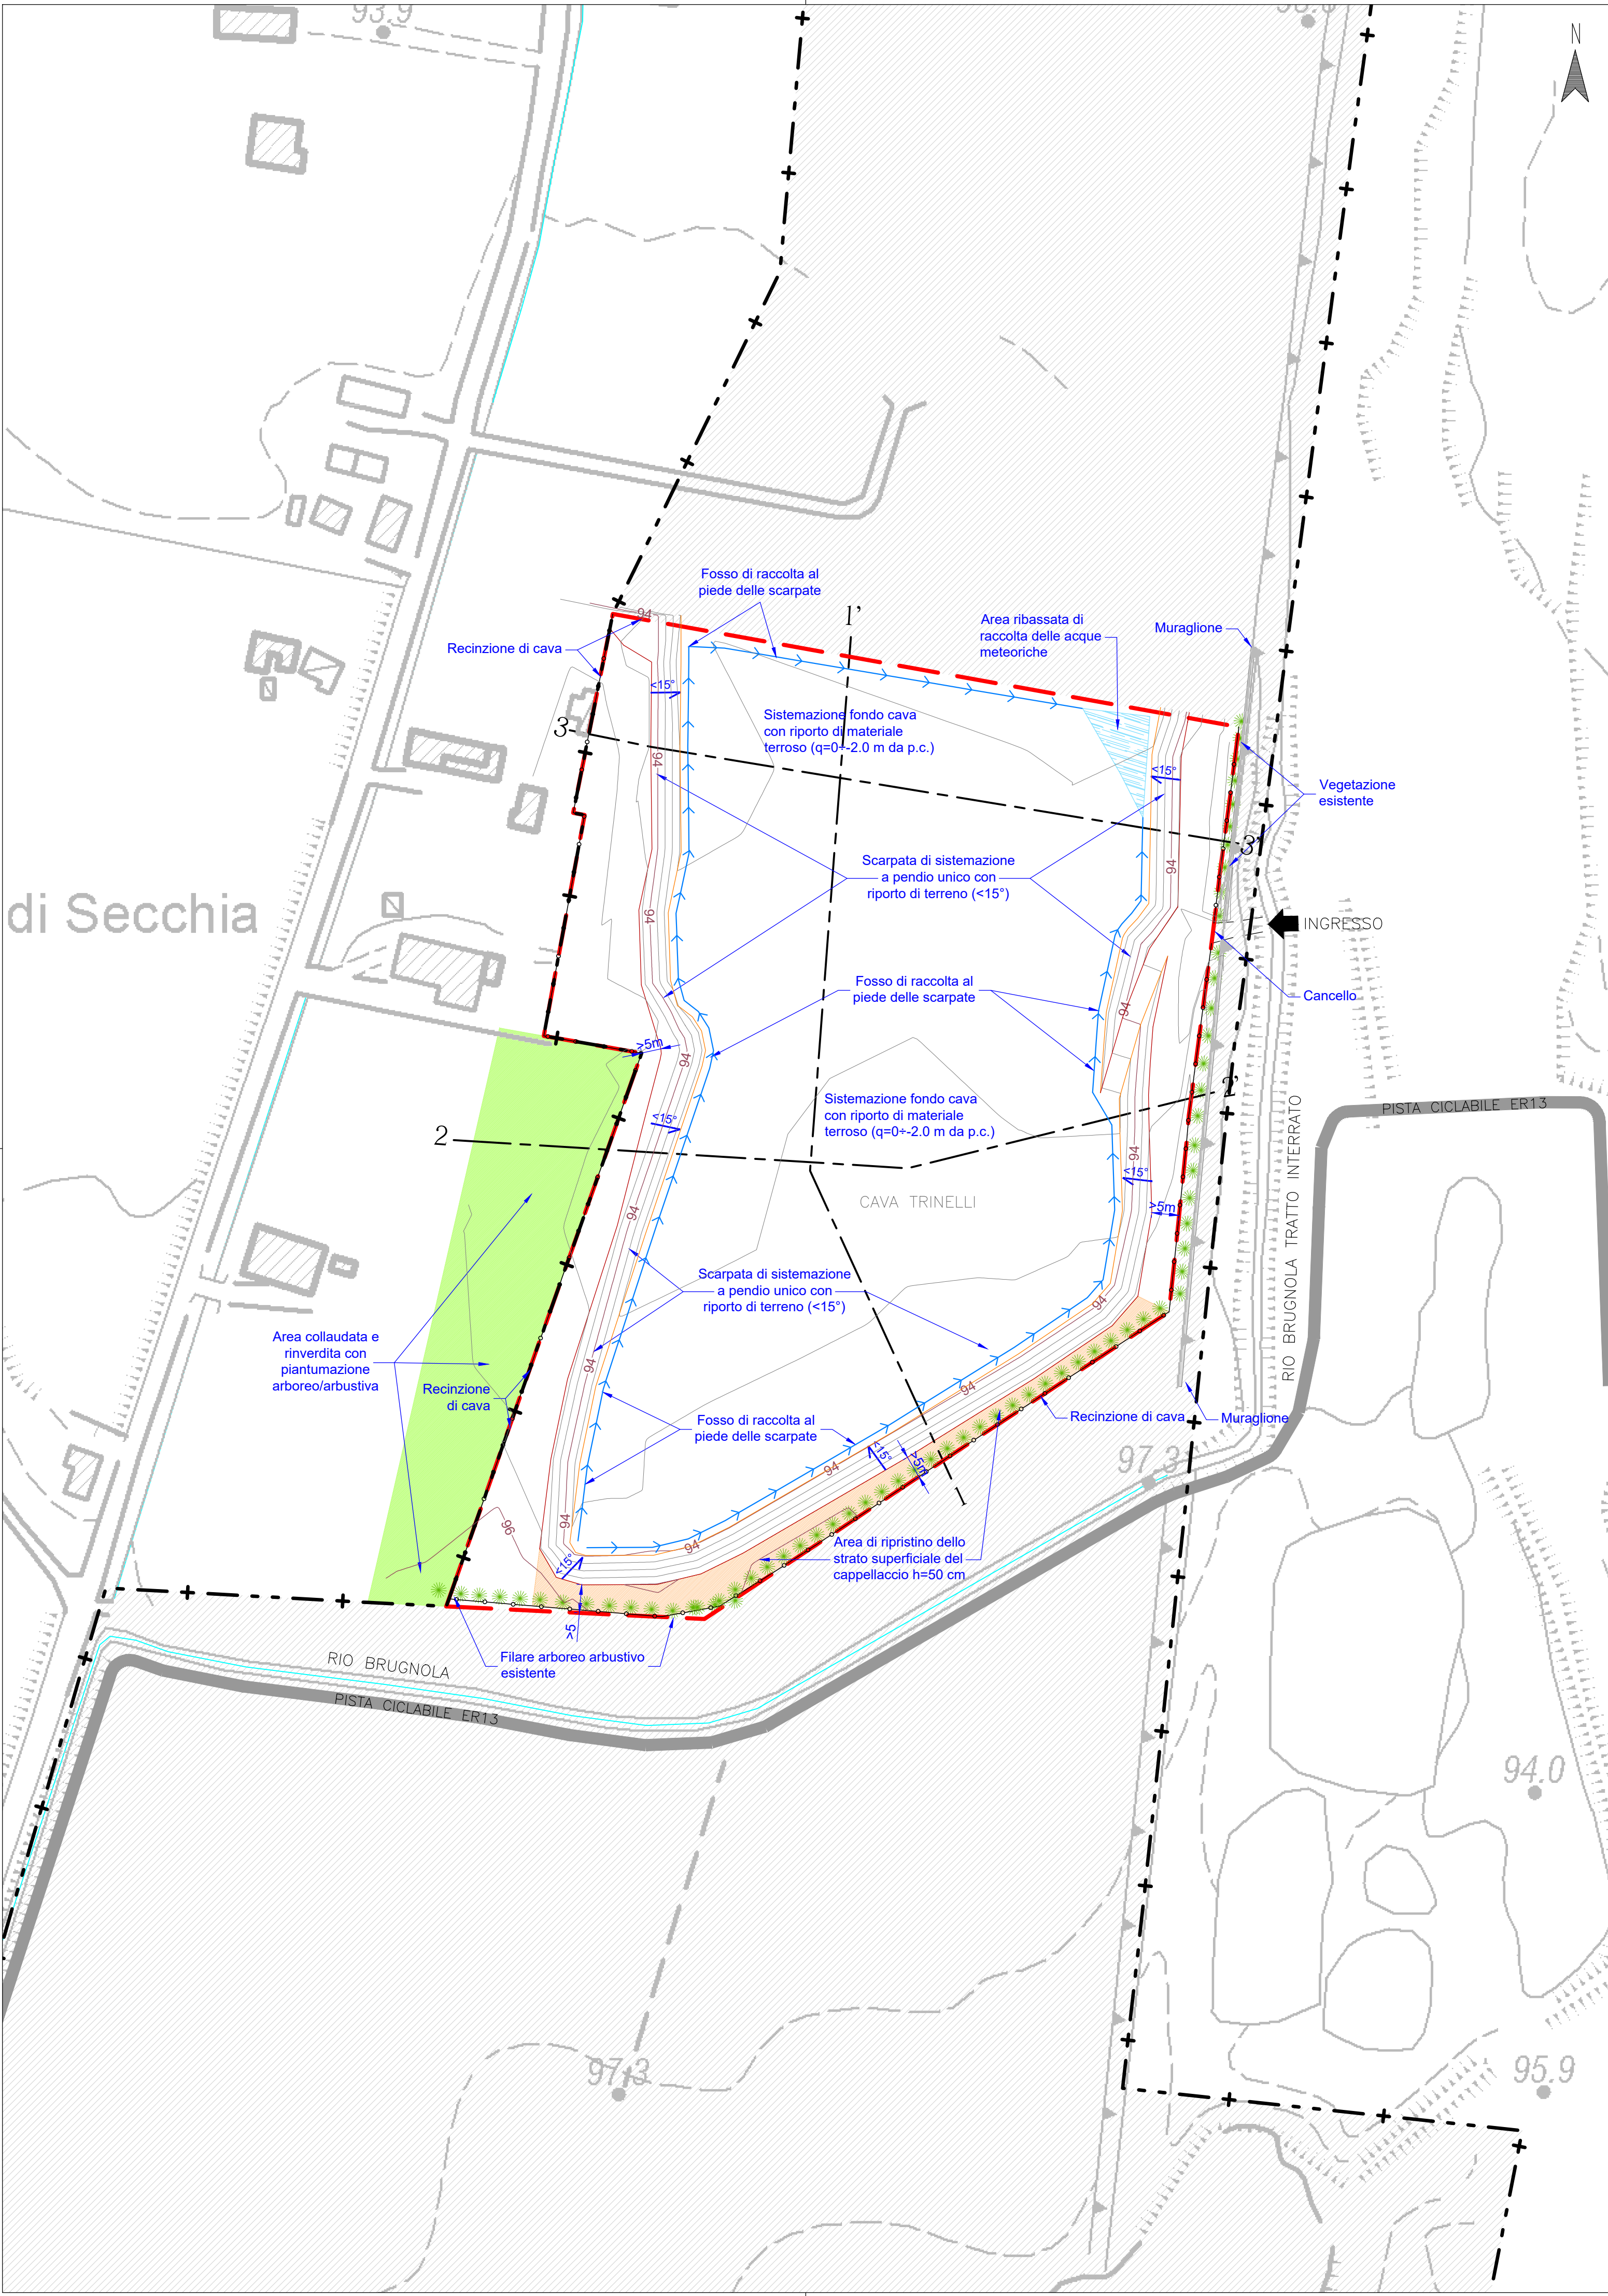 93.9
N
Fosso di raccolta al
piede delle scarpate
1'
Area ribassata di
raccolta delle acque
meteoriche
Muraglione
94
Recinzione di cava
<15°
Sistemazione fondo cava
con riporto di materiale
terroso (q=0÷-2.0 m da p.c.)
3
94
<15°
Vegetazione
esistente
3'
Scarpata di sistemazione
a pendio unico con
riporto di terreno (<15°)
94
94
di Secchia
INGRESSO
Fosso di raccolta al
piede delle scarpate
Cancello
94
>5m
94
2'
Sistemazione fondo cava
con riporto di materiale
terroso (q=0÷-2.0 m da p.c.)
PISTA CICLABILE ER13
<15°
2
94
<15°
CAVA TRINELLI
>5m
94
RIO BRUGNOLA TRATTO INTERRATO
Scarpata di sistemazione
a pendio unico con
riporto di terreno (<15°)
94
Area collaudata e
rinverdita con
piantumazione
arboreo/arbustiva
94
94
Recinzione
di cava
Recinzione di cava
Muraglione
Fosso di raccolta al
piede delle scarpate
<15°
>5m
94
97.3
1
96
94
94
Area di ripristino dello
strato superficiale del
cappellaccio h=50 cm
<15°
>5
Filare arboreo arbustivo
esistente
RIO BRUGNOLA
PISTA CICLABILE ER13
94.0
97.3
95.9